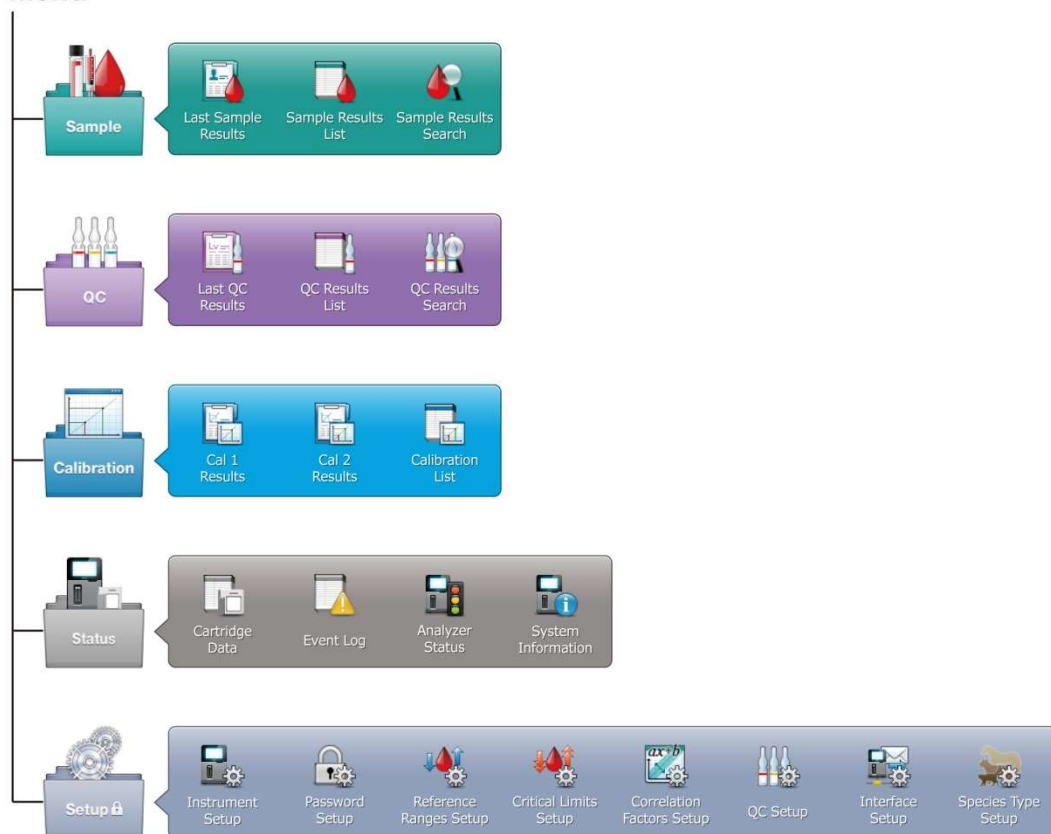 Sample
Last Sample
Results
Sample Results
List
Sample Results
Search
QC
Lv
Last QC
Results
QC Results
List
QC Results
Search
Calibration
Cal 1
Results
Cal 2
Results
Calibration
List
Status
Cartridge
Data
Event Log
Analyzer
Status
System
Information
Setup
Instrument
Setup
Password
Setup
Reference
Ranges Setup
Critical Limits
Setup
ax+b
Correlation
Factors Setup
QC Setup
Interface
Setup
Species Type
Setup